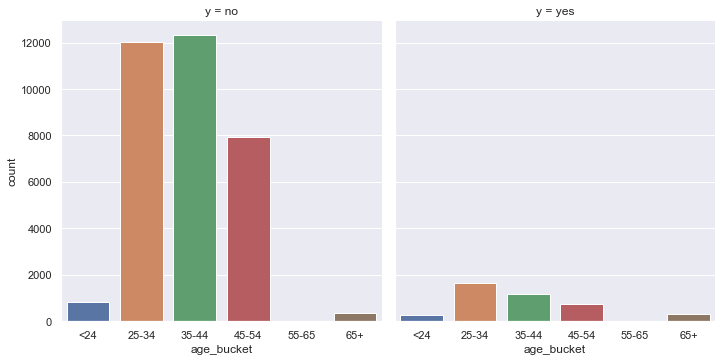 y = no
y = yes
count
12000
10000
8000
6000
4000
2000
0
<24 25-34 35-44 45-54 55-65 65+
<24 25-34 35-44 45-54 55-65 65+
age_bucket
age_bucket